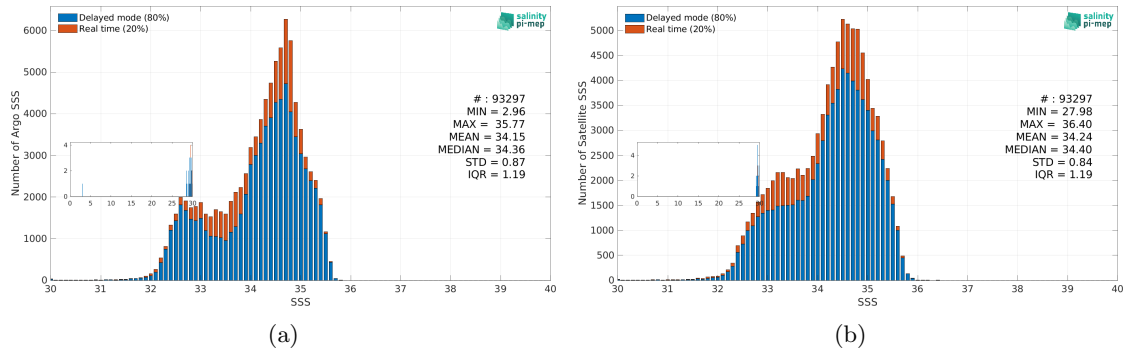 Delayed mode (80%)
Real time (20%)
salinity
pi-mep
Number of Argo SSS
6000
5000
4000
3000
2000
1000
0
# : 93297
MIN = 2.96
MAX = 35.77
MEAN = 34.15
MEDIAN = 34.36
STD = 0.87
IQR = 1.19
4
2
0
5 10 15 20 25 30
30 31 32 33 34 35 36 37 38 39 40
SSS
(a)
Delayed mode (80%)
Real time (20%)
salinity
pi-mep
Number of Satellite SSS
5000
4500
4000
3500
3000
2500
2000
1500
1000
500
0
# : 93297
MIN = 27.98
MAX = 36.40
MEAN = 34.24
MEDIAN = 34.40
STD = 0.84
IQR = 1.19
4
2
0
0 5 10 15 20 25 30
30 31 32 33 34 35 36 37 38 39 40
SSS
(b)